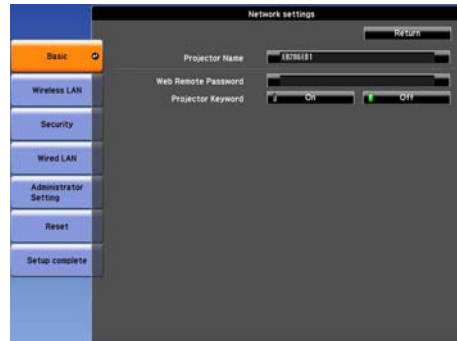 Network settings
Return
Basic
Projector Name
Wireless LAN
Web Remote Password
Projector Keyword On Off
Security
Wired LAN
Administrator
Setting
Reset
Setup complete